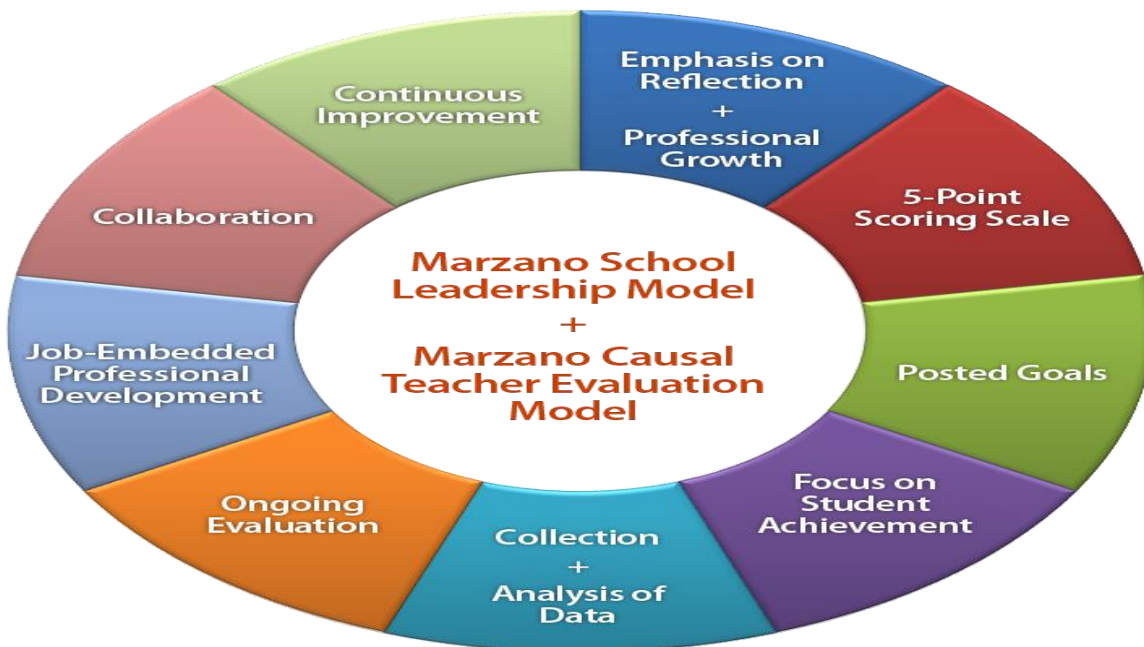 Emphasis on
Reflection
+
Professional
Growth
5-Point
Scoring Scale
Posted Goals
Focus on
Student
Achievement
Collection
+
Analysis of
Data
Ongoing
Evaluation
Job-Embedded
Professional
Development
Collaboration
Continuous
Improvement
Marzano School
Leadership Model
+
Marzano Causal
Teacher Evaluation
Model